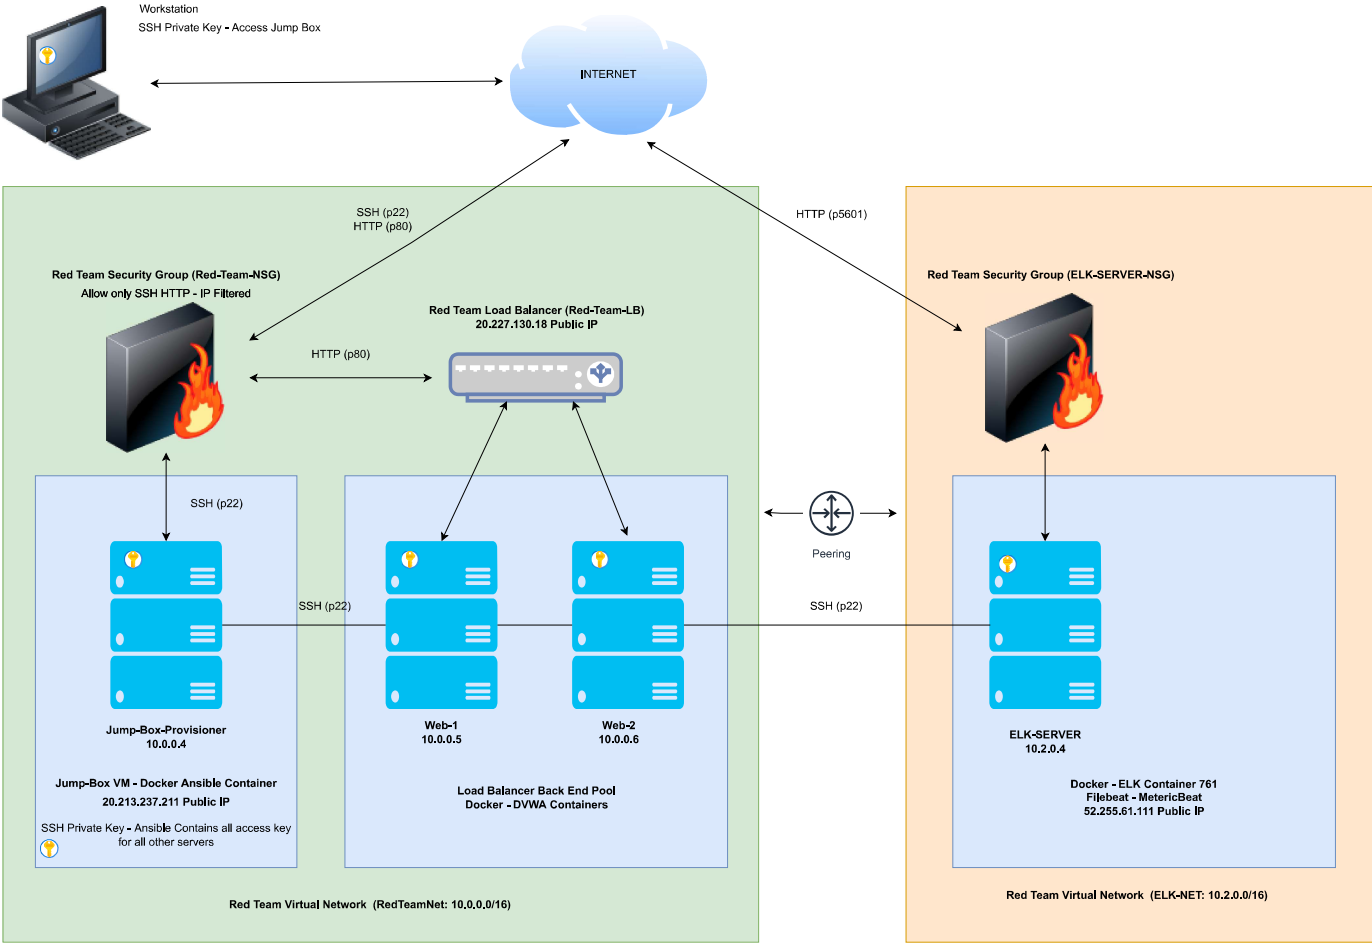 Workstation
SSH Private Key - Access Jump Box
INTERNET
SSH (p22)
HTTP (p80)
HTTP (p5601)
Red Team Security Group (Red-Team-NSG)
Allow only SSH HTTP - IP Filtered
Red Team Load Balancer (Red-Team-LB)
20.227.130.18 Public IP
HTTP (p80)
Red Team Security Group (ELK-SERVER-NSG)
SSH (p22)
Peering
SSH (p22)
SSH (p22)
Jump-Box-Provisioner
10.0.0.4
Web-1
10.0.0.5
Web-2
10.0.0.6
ELK-SERVER
10.2.0.4
Jump-Box VM - Docker Ansible Container
20.213.237.211 Public IP
SSH Private Key - Ansible Contains all access key
for all other servers
Load Balancer Back End Pool
Docker - DVWA Containers
Docker - ELK Container 761
Filebeat - MetericBeat
52.255.61.111 Public IP
Red Team Virtual Network (RedTeamNet: 10.0.0.0/16)
Red Team Virtual Network (ELK-NET: 10.2.0.0/16)